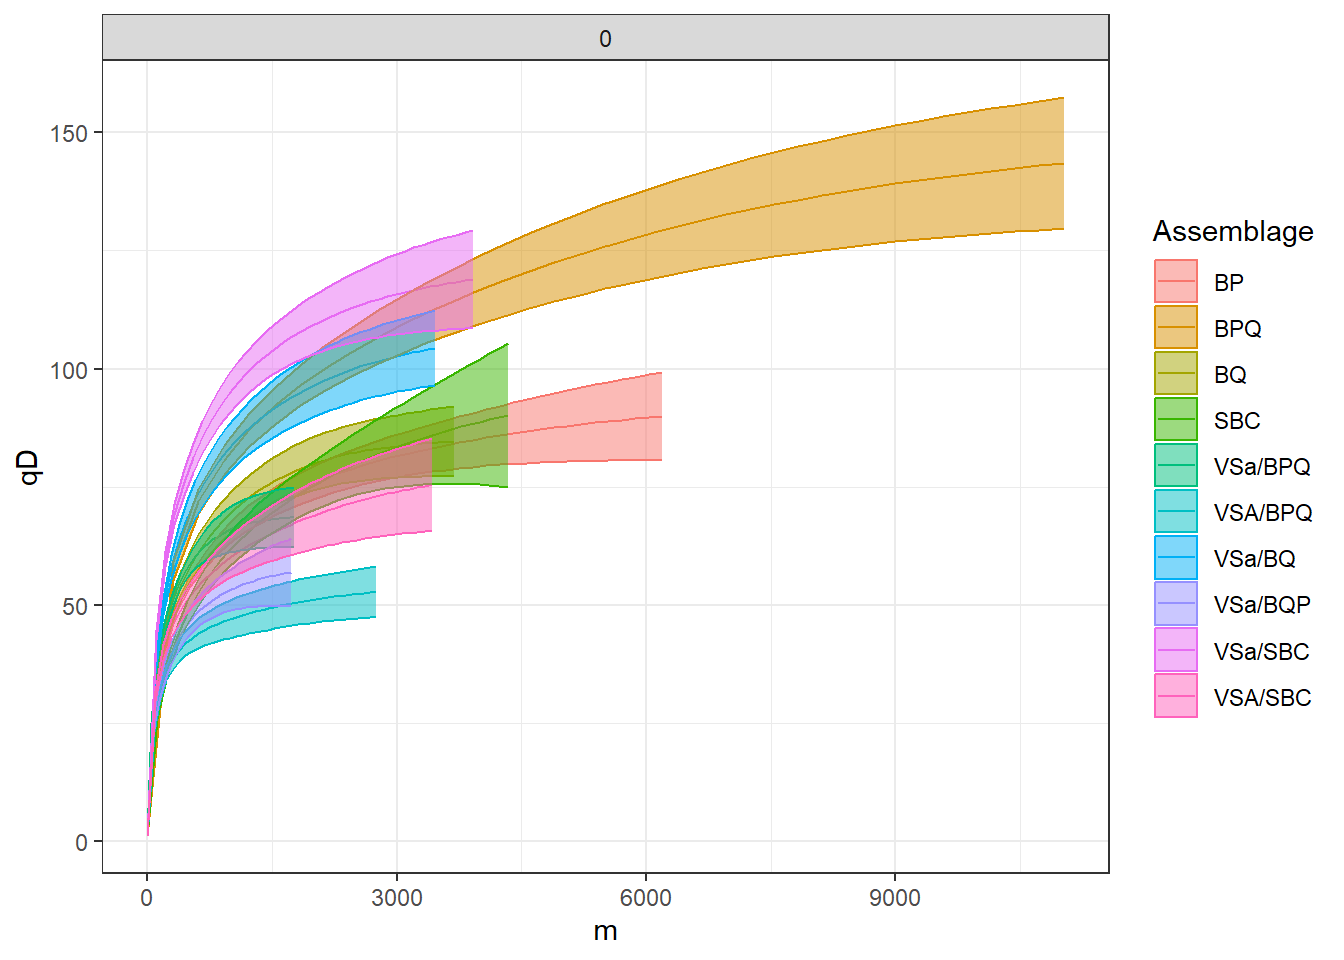 0
150
100
50
0
qD
0 3000 6000 9000
m
Assemblage
BP
BPQ
BQ
SBC
VSa/BPQ
VSA/BPQ
VSa/BQ
VSa/BQP
VSa/SBC
VSA/SBC